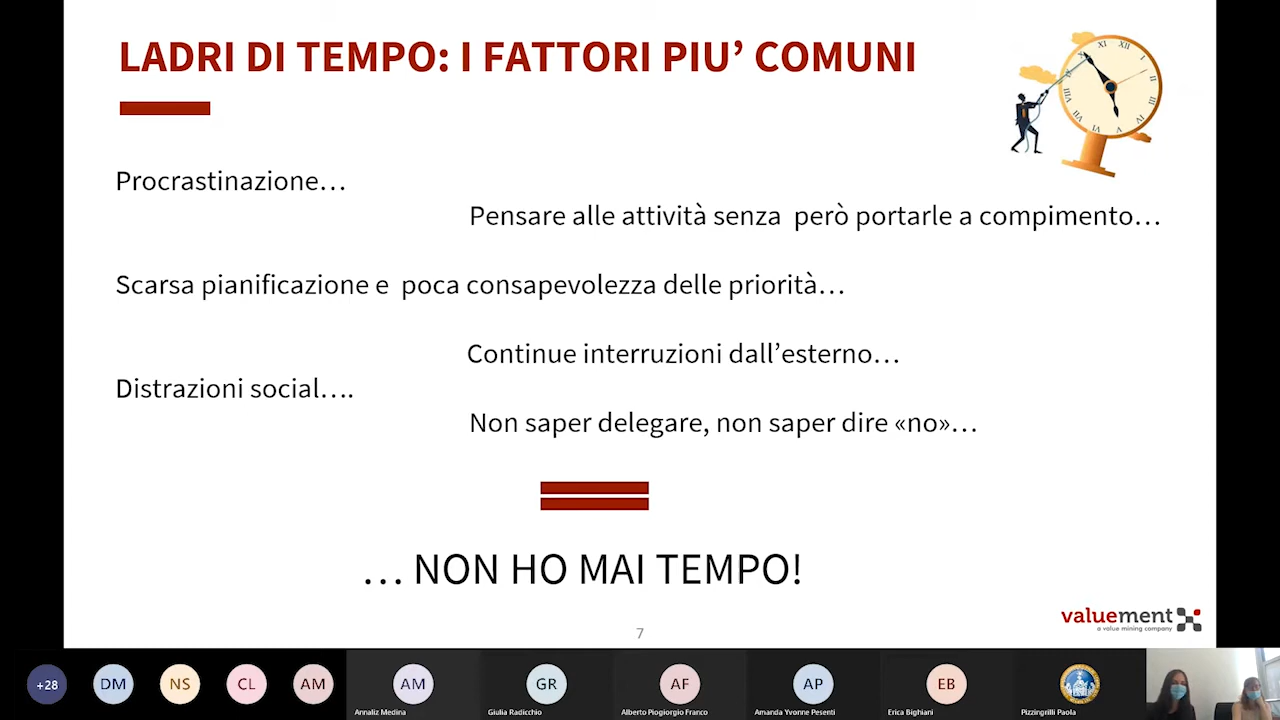 LADRI DI TEMPO: I FATTORI PIU’ COMUNI
Procrastinazione…
Pensare alle attività senza però portarle a compimento…
Scarsa pianificazione e poca consapevolezza delle priorità…
Continue interruzioni dall’esterno…
Distrazioni social….
Non saper delegare, non saper dire «no»…
… NON HO MAI TEMPO!
valuement
a value mining company
7
+28 DM NS CL AM AM GR AF AP EB
Annaliz Medina Giulia Radicchio Alberto Piogiorgio Franco Amanda Yvonne Pesenti Erica Bighiani Pizzingrilli Paola